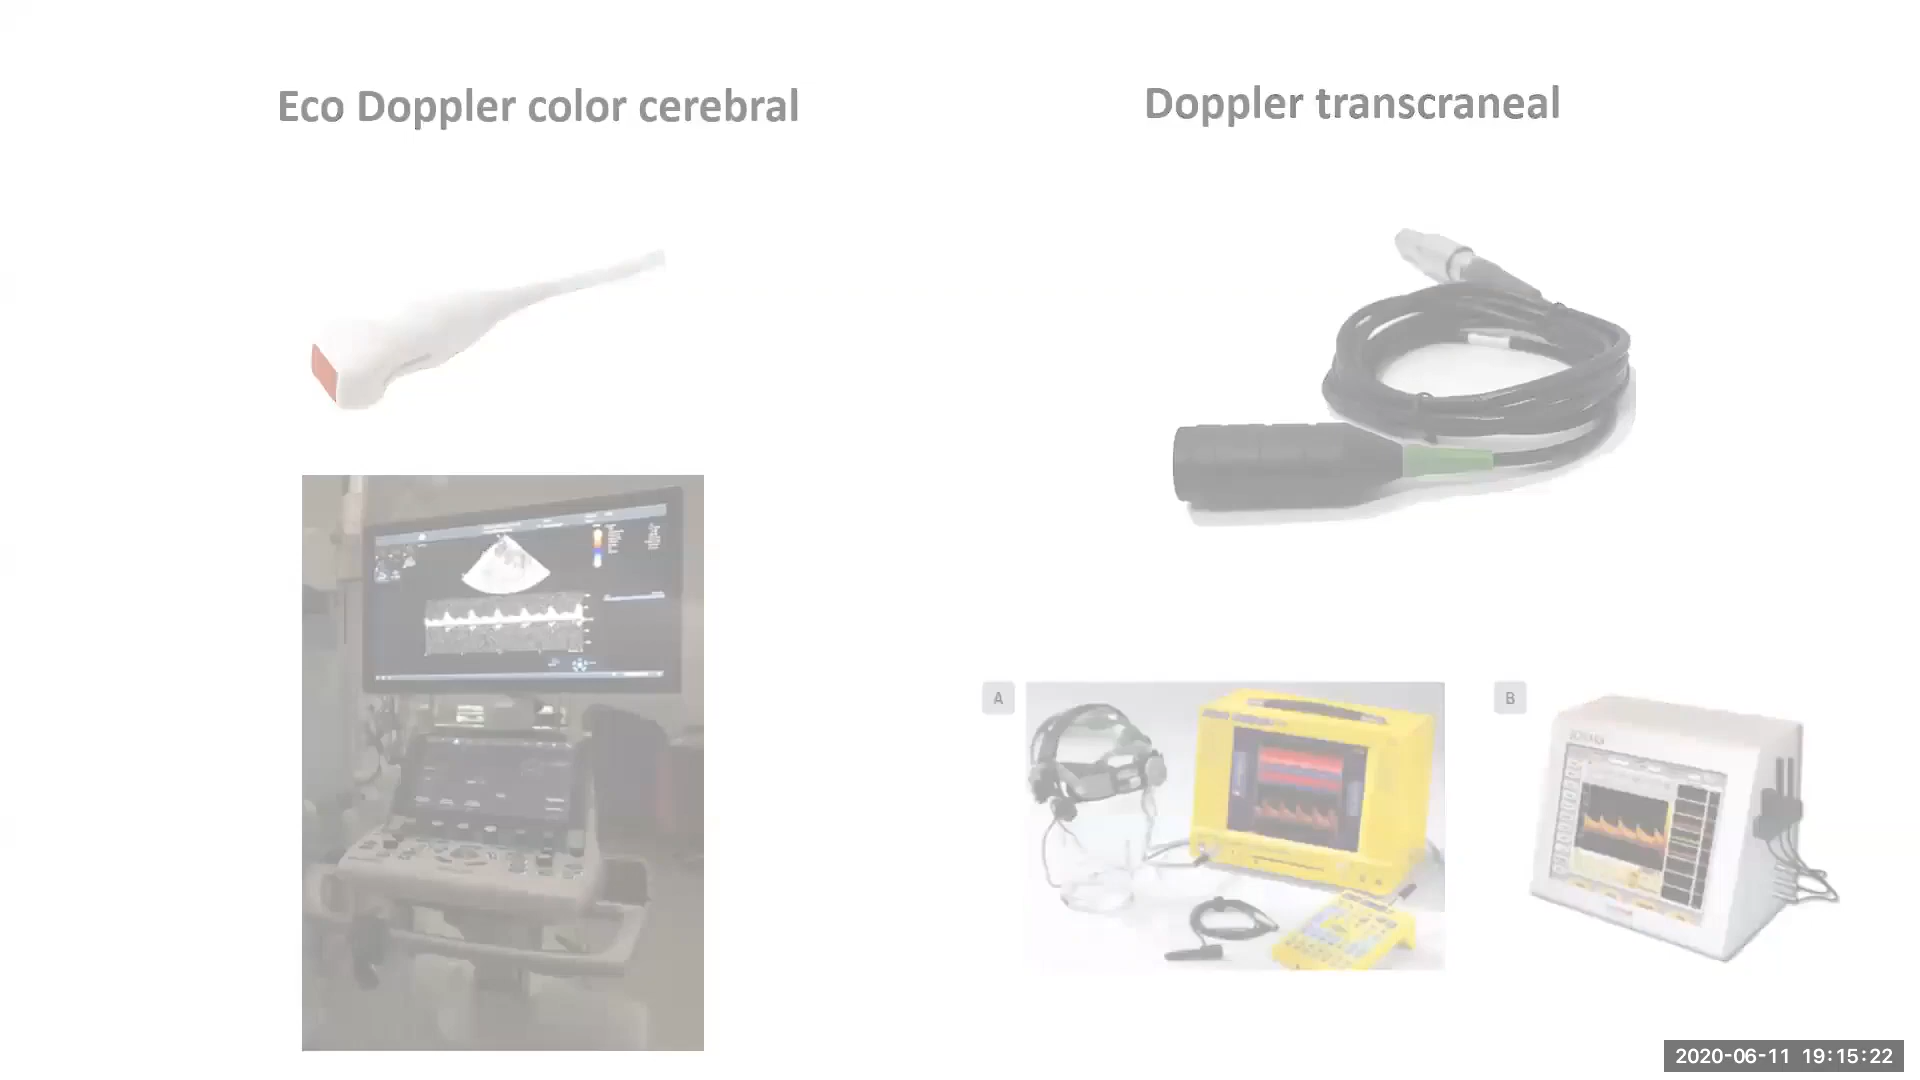 Eco Doppler color cerebral
Doppler transcraneal
A
B
2020-06-11 19:15:22